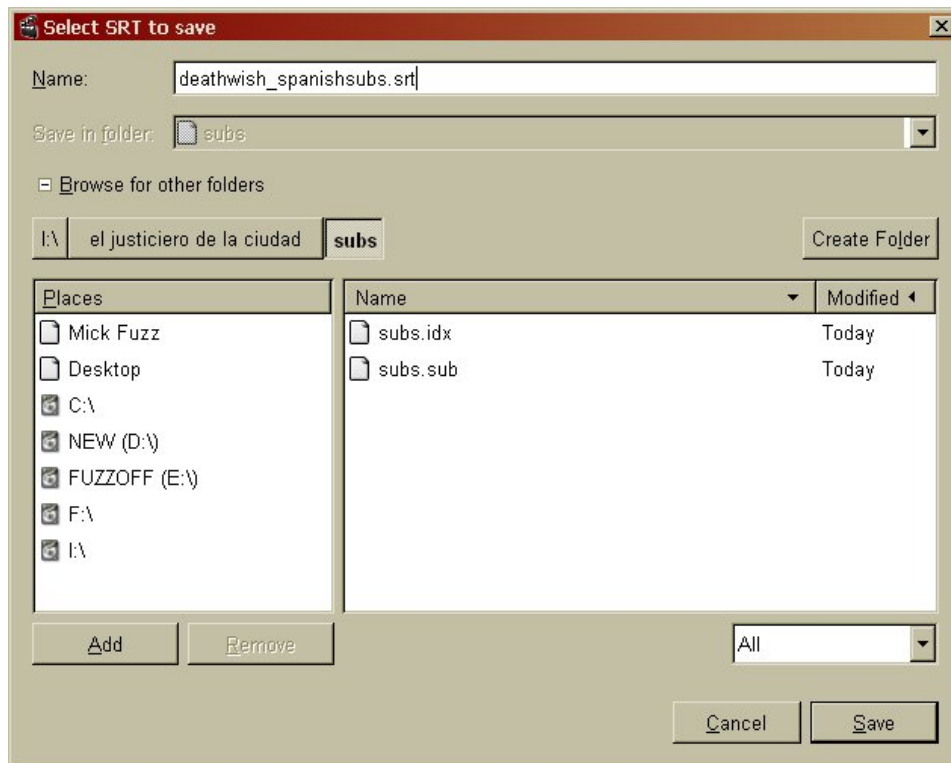 Select SRT to save
Name: deathwish_spanishsubs.srt
Save in folder: subs
Browse for other folders
I:\ el justiciero de la ciudad subs Create Folder
Places Name Modified
Mick Fuzz subs.idx Today
Desktop subs.sub Today
C:\
NEW (D:\)
FUZZOFF (E:\)
F:\
I:\
Add Remove All
Cancel Save